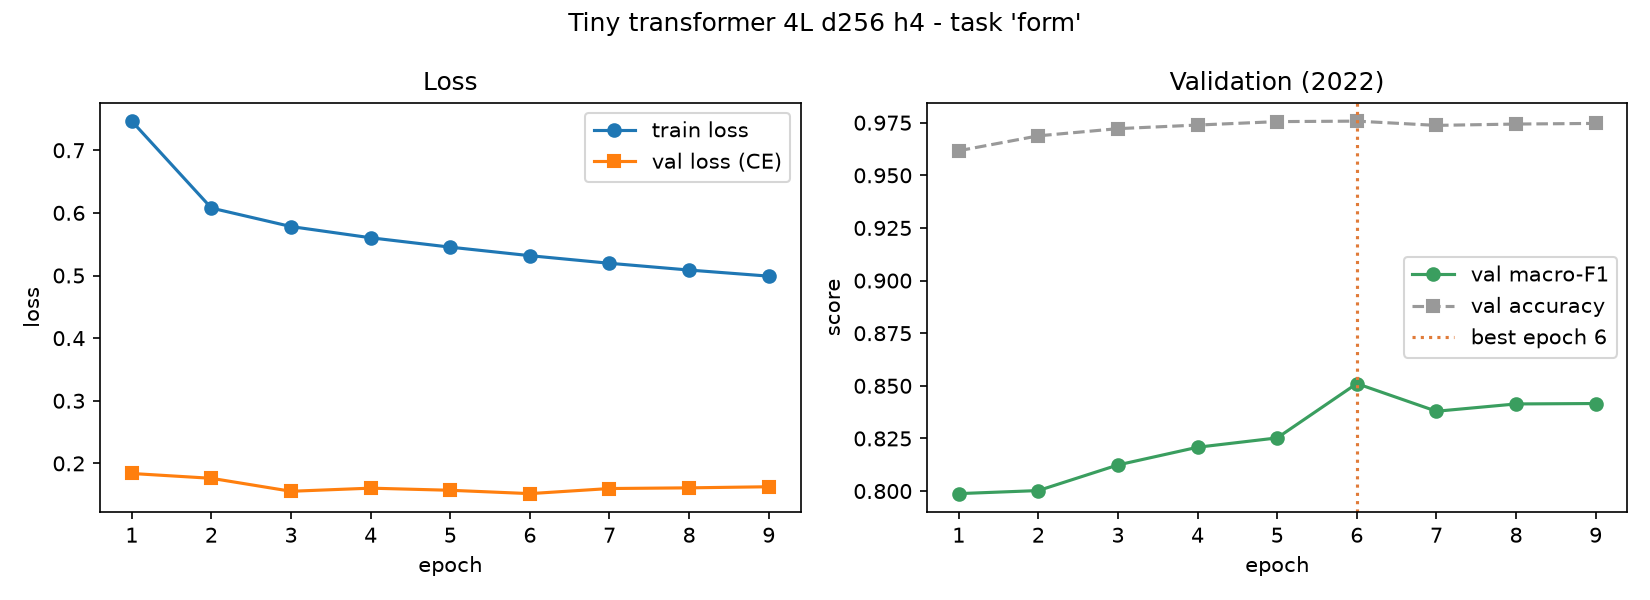 Tiny transformer 4L d256 h4 - task 'form'
Loss
train loss
val loss (CE)
0.7
0.6
0.5
0.4
0.3
0.2
loss
1 2 3 4 5 6 7 8 9
epoch
Validation (2022)
0.975
0.950
0.925
0.900
0.875
0.850
0.825
0.800
score
val macro-F1
val accuracy
best epoch 6
1 2 3 4 5 6 7 8 9
epoch